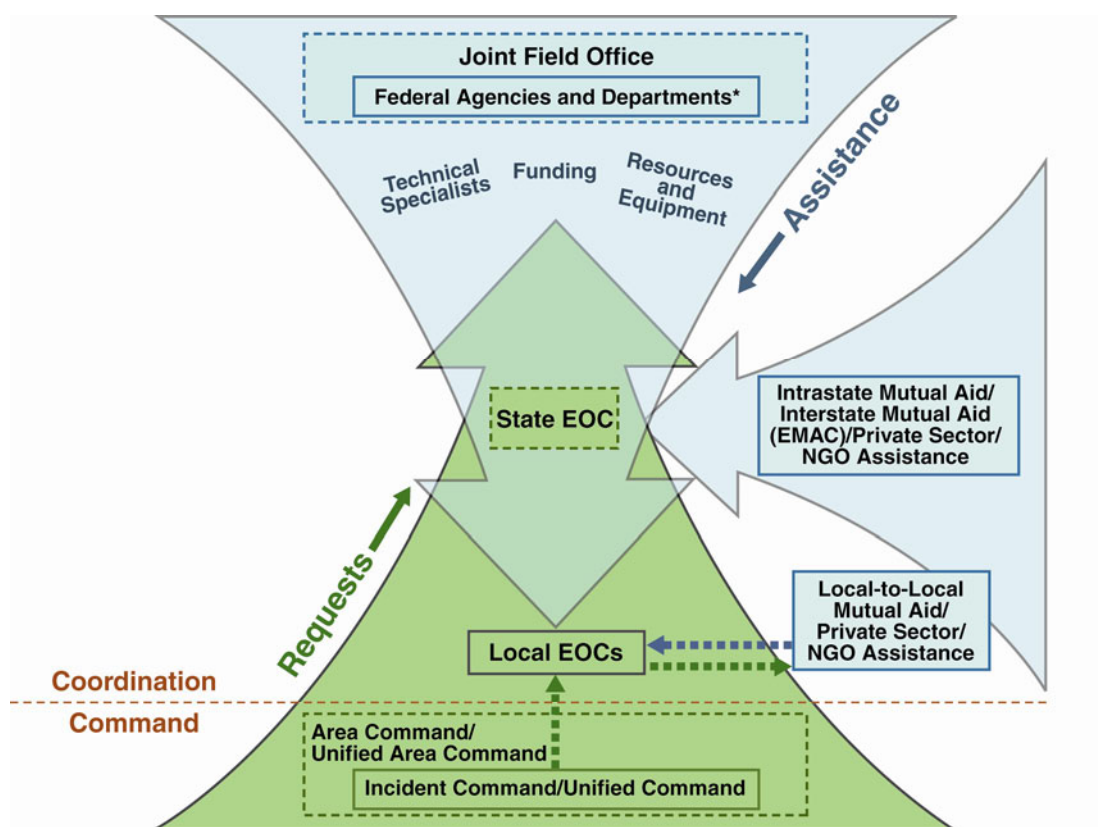 Joint Field Office
Federal Agencies and Departments*
Technical
Specialists
Funding
Resources
and
Equipment
Assistance
State EOC
Intrastate Mutual Aid/
Interstate Mutual Aid
(EMAC)/Private Sector/
NGO Assistance
Requests
Local-to-Local
Mutual Aid/
Private Sector/
NGO Assistance
Local EOCs
Coordination
Command
Area Command/
Unified Area Command
Incident Command/Unified Command